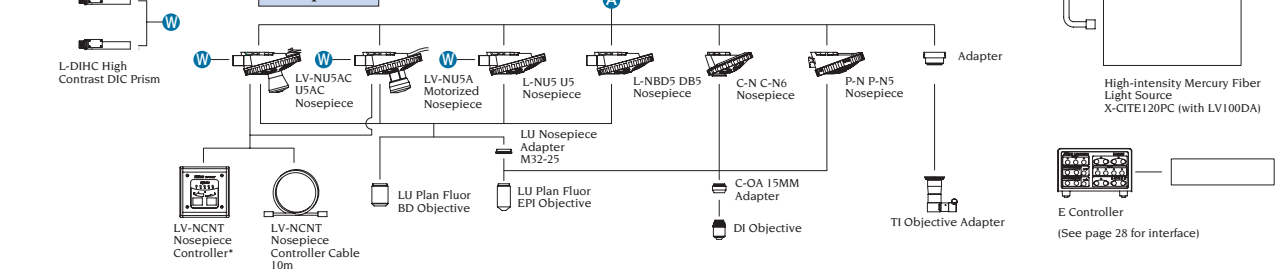 A
W
L-DIHC High
Contrast DIC Prism
W
LV-NU5AC
U5AC
Nosepiece
W
LV-NU5A
Motorized
Nosepiece
W
L-NU5 U5
Nosepiece
L-NBD5 DB5
Nosepiece
C-N C-N6
Nosepiece
P-N P-N5
Nosepiece
Adapter
High-intensity Mercury Fiber
Light Source
X-CITE120PC (with LV100DA)
LU Nosepiece
Adapter
M32-25
LU Plan Fluor
BD Objective
LU Plan Fluor
EPI Objective
C-OA 15MM
Adapter
DI Objective
TI Objective Adapter
LV-NCNT
Nosepiece
Controller*
LV-NCNT
Nosepiece
Controller Cable
10m
E Controller
(See page 28 for interface)